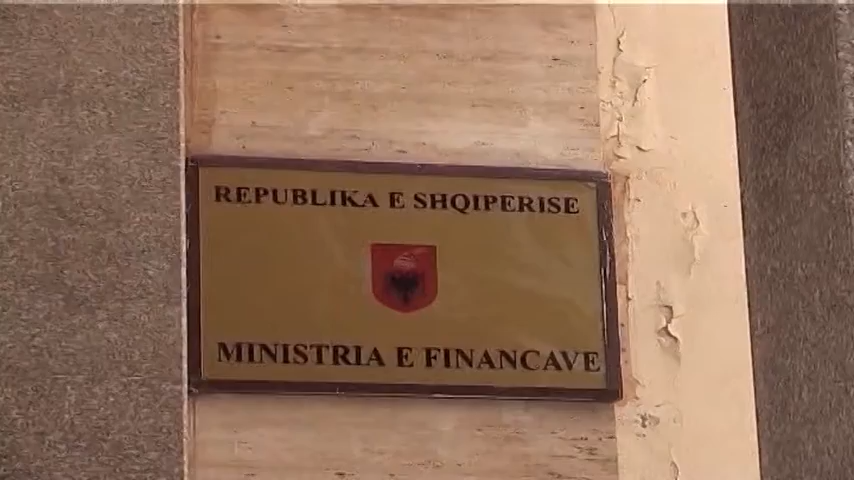 REPUBLIKA E SHQIPERISE
MINISTRIA E FINANCAVE